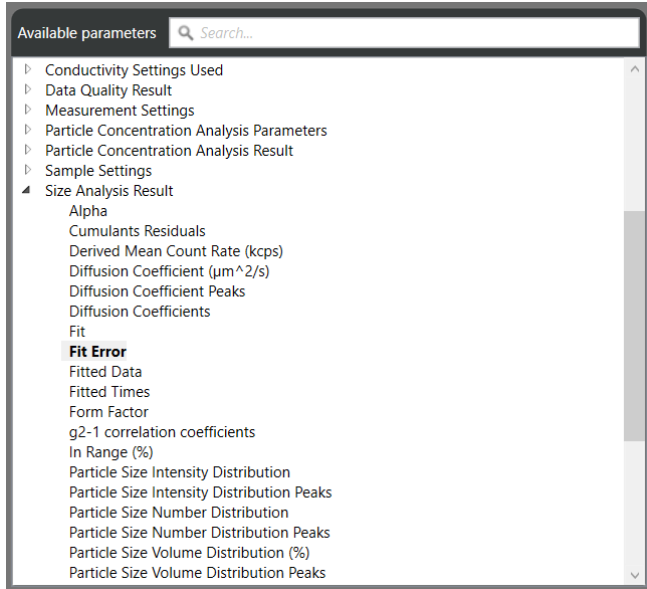 Available parameters
Search...
Conductivity Settings Used
Data Quality Result
Measurement Settings
Particle Concentration Analysis Parameters
Particle Concentration Analysis Result
Sample Settings
Size Analysis Result
Alpha
Cumulants Residuals
Derived Mean Count Rate (kcps)
Diffusion Coefficient (µm^2/s)
Diffusion Coefficient Peaks
Diffusion Coefficients
Fit
Fit Error
Fitted Data
Fitted Times
Form Factor
g2-1 correlation coefficients
In Range (%)
Particle Size Intensity Distribution
Particle Size Intensity Distribution Peaks
Particle Size Number Distribution
Particle Size Number Distribution Peaks
Particle Size Volume Distribution (%)
Particle Size Volume Distribution Peaks